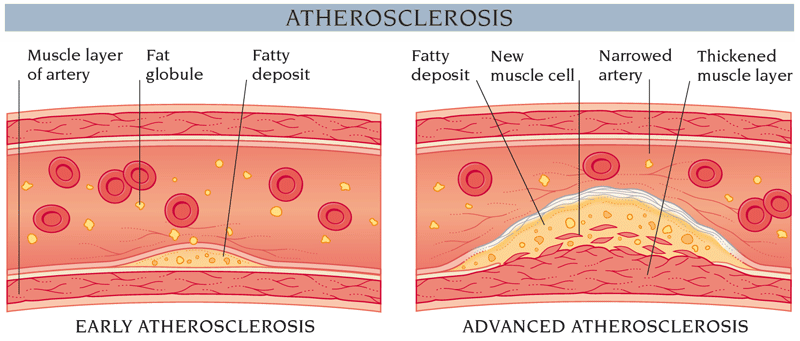 ATHEROSCLEROSIS
Muscle layer
of artery
Fat
globule
Fatty
deposit
Fatty
deposit
New
muscle cell
Narrowed
artery
Thickened
muscle layer
EARLY ATHEROSCLEROSIS
ADVANCED ATHEROSCLEROSIS